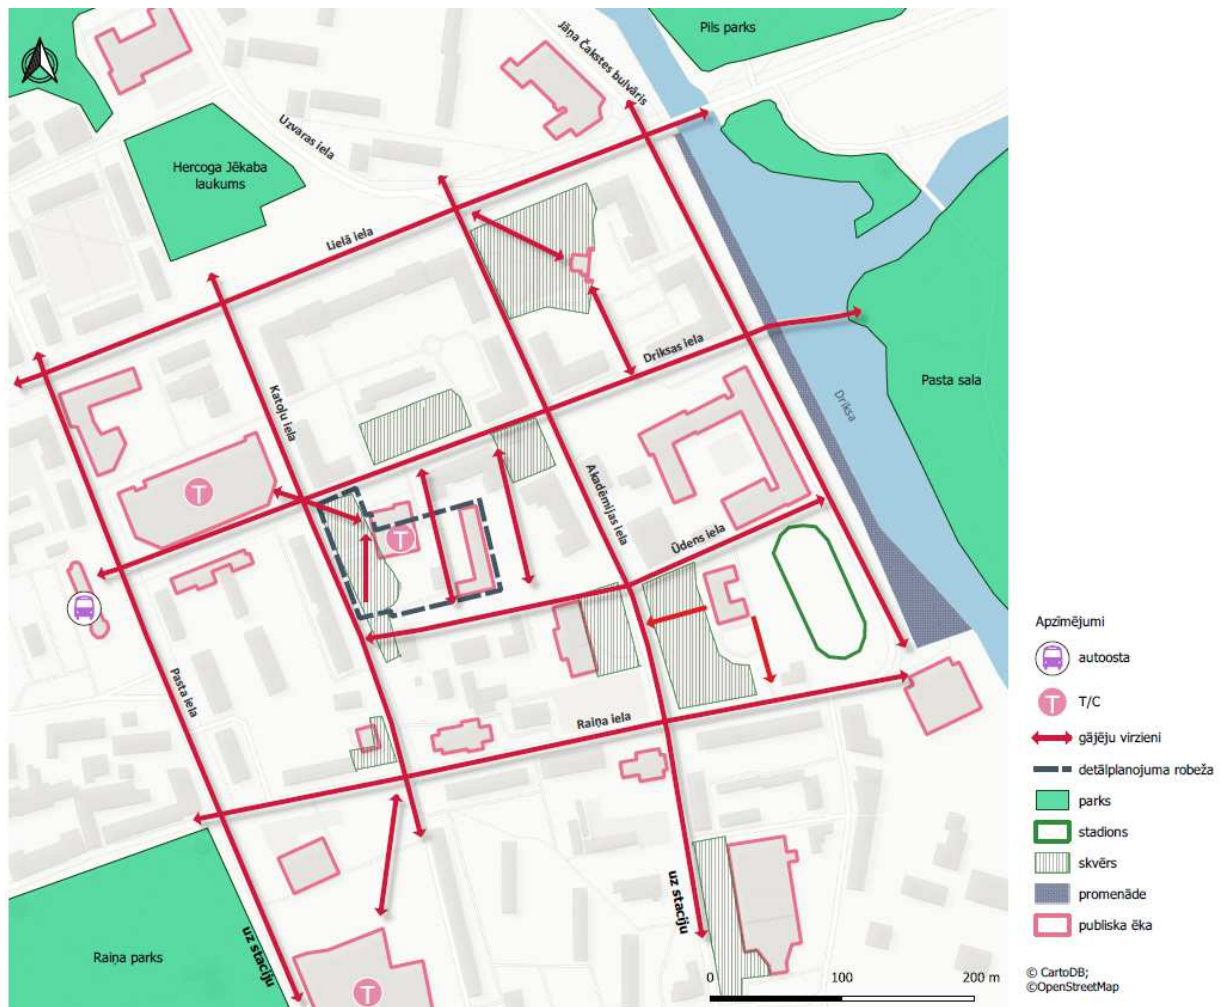 Pils parks
Jāņa Čakstes bulvāris
Uzvaras iela
Hercoga Jēkaba
laukums
Lielā iela
Driksas iela
Pasta sala
Driksa
Katoļu iela
T
Akadēmijas iela
T
Ūdens iela
Pasta iela
Raiņa iela
uz staciju
uz staciju
Raiņa parks
T
0 100 200 m
Apzīmējumi
autoosta
T T/C
gājēju virzieni
detālplanojuma robeža
parks
stadions
skvērs
promenāde
publiska ēka
© CartoDB;
©OpenStreetMap